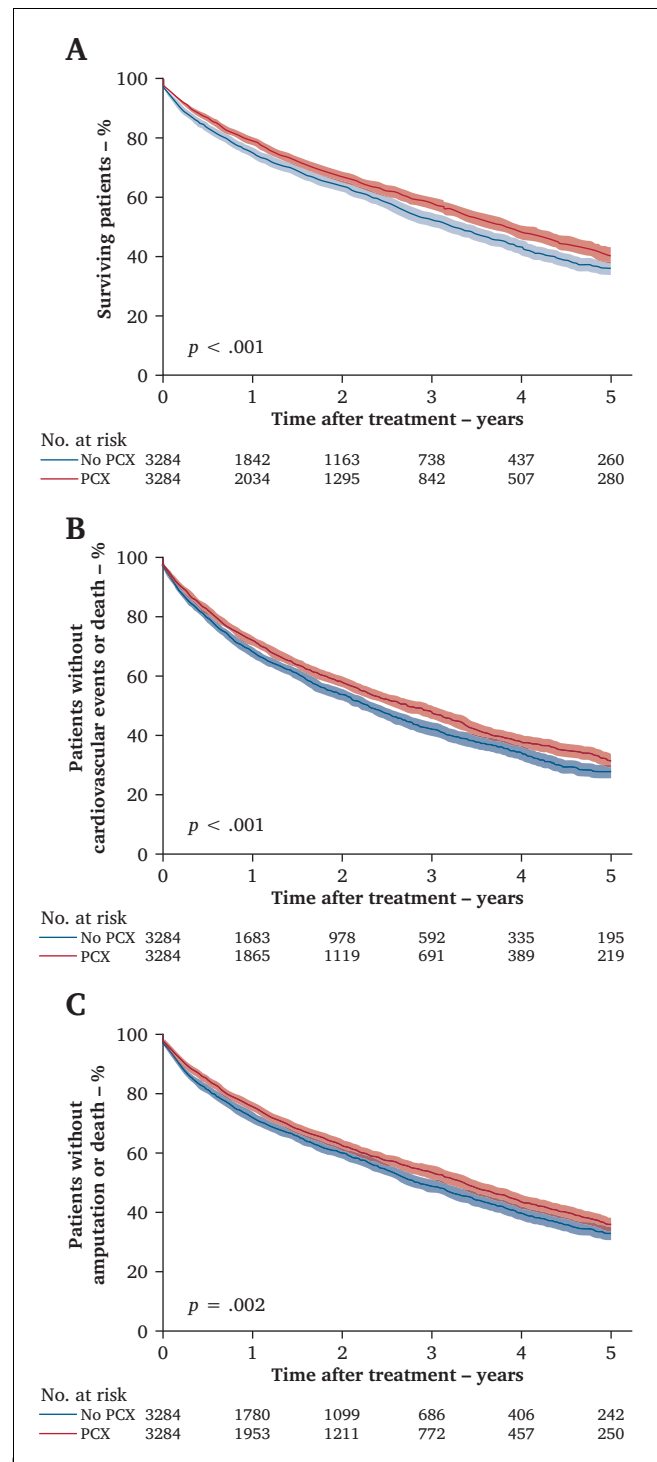 A
Surviving patients – %
100
80
60
40
20
0
p < .001
0 1 2 3 4 5
Time after treatment – years
No. at risk
No PCX 3284 1842 1163 738 437 260
PCX 3284 2034 1295 842 507 280
B
Patients without
cardiovascular events or death – %
100
80
60
40
20
0
p < .001
0 1 2 3 4 5
Time after treatment – years
No. at risk
No PCX 3284 1683 978 592 335 195
PCX 3284 1865 1119 691 389 219
C
Patients without
amputation or death – %
100
80
60
40
20
0
p = .002
0 1 2 3 4 5
Time after treatment – years
No. at risk
No PCX 3284 1780 1099 686 406 242
PCX 3284 1953 1211 772 457 250